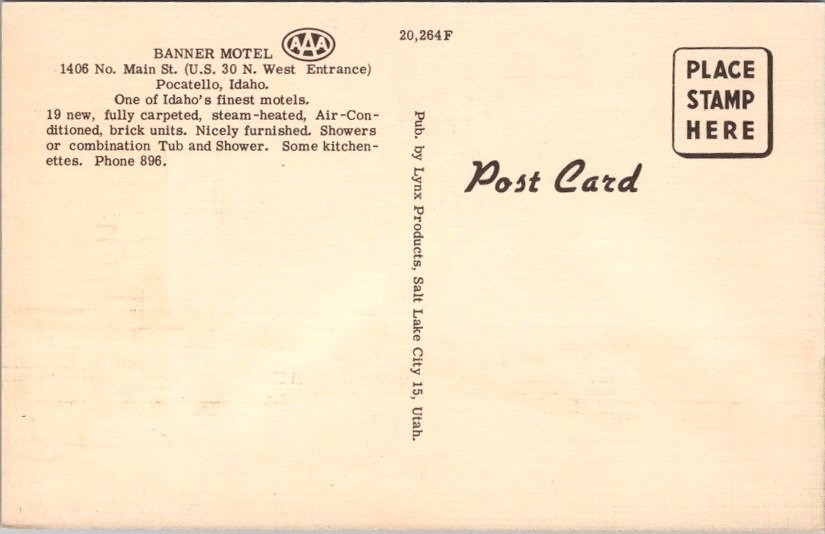 BANNER MOTEL AAA
1406 No. Main St. (U.S. 30 N. West Entrance)
Pocatello, Idaho.
One of Idaho's finest motels.
19 new, fully carpeted, steam-heated, Air-Con-
ditioned, brick units. Nicely furnished. Showers
or combination Tub and Shower. Some kitchen-
ettes. Phone 896.
20,264F
Pub. by Lynx Products, Salt Lake City 15, Utah.
Post Card
PLACE
STAMP
HERE